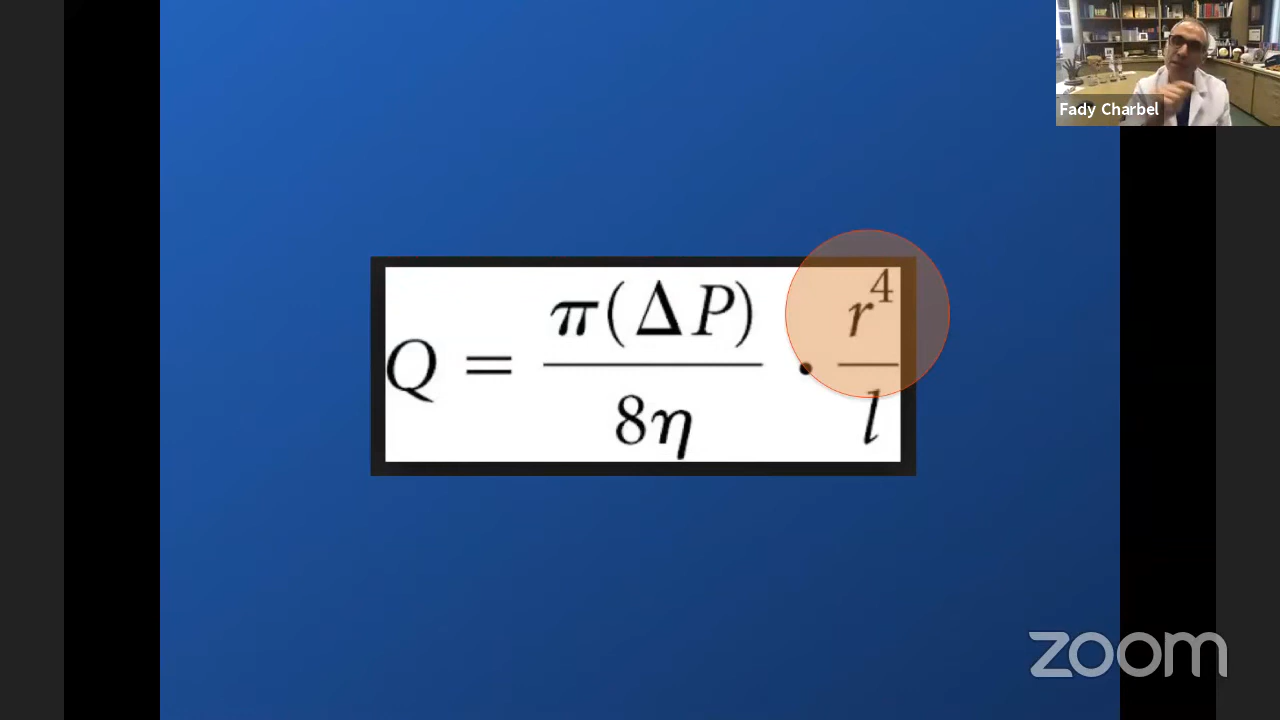 Fady Charbel
Q = π(ΔP)/8η · r⁴/l
zoom